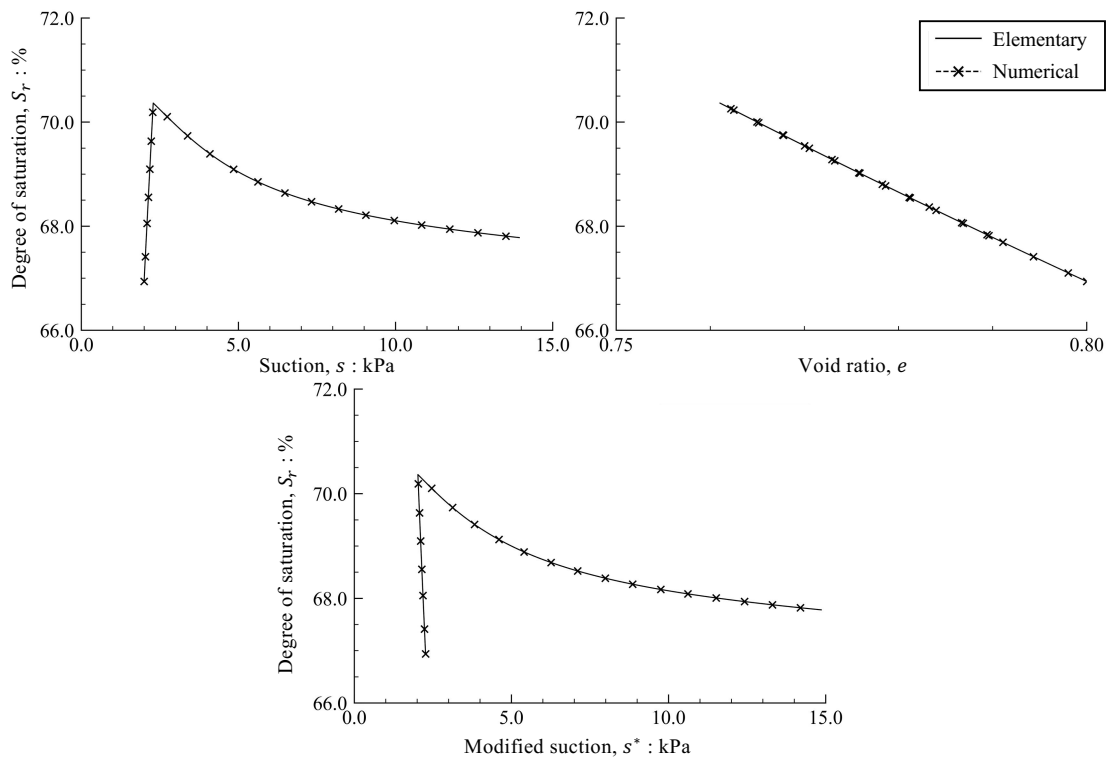 72.0
70.0
68.0
66.0
0.0 5.0 10.0 15.0
Degree of saturation, Sᵣ : %
Suction, s : kPa
72.0
70.0
68.0
66.0
0.75 0.80
Void ratio, e
Elementary
Numerical
72.0
70.0
68.0
66.0
0.0 5.0 10.0 15.0
Degree of saturation, Sᵣ : %
Modified suction, s* : kPa